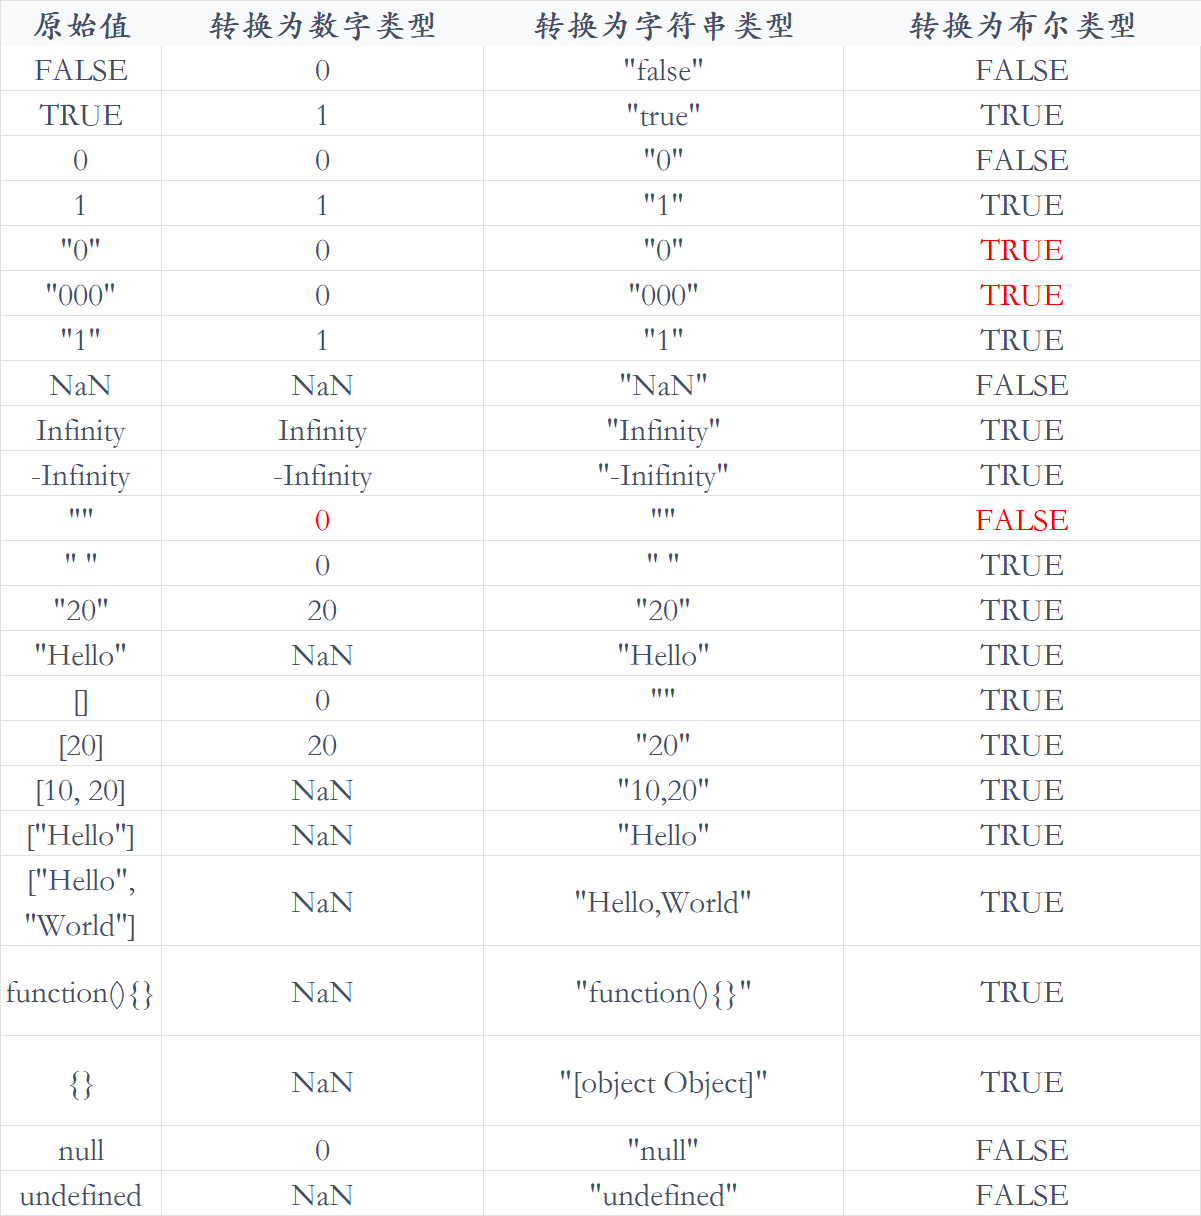 原始值 转换为数字类型 转换为字符串类型 转换为布尔类型
FALSE 0 "false" FALSE
TRUE 1 "true" TRUE
0 0 "0" FALSE
1 1 "1" TRUE
"0" 0 "0" TRUE
"000" 0 "000" TRUE
"1" 1 "1" TRUE
NaN NaN "NaN" FALSE
Infinity Infinity "Infinity" TRUE
-Infinity -Infinity "-Inifinity" TRUE
"" 0 "" FALSE
" " 0 " " TRUE
"20" 20 "20" TRUE
"Hello" NaN "Hello" TRUE
[] 0 "" TRUE
[20] 20 "20" TRUE
[10, 20] NaN "10,20" TRUE
["Hello"] NaN "Hello" TRUE
["Hello",
"World"] NaN "Hello,World" TRUE
function(){} NaN "function(){}" TRUE
{} NaN "[object Object]" TRUE
null 0 "null" FALSE
undefined NaN "undefined" FALSE